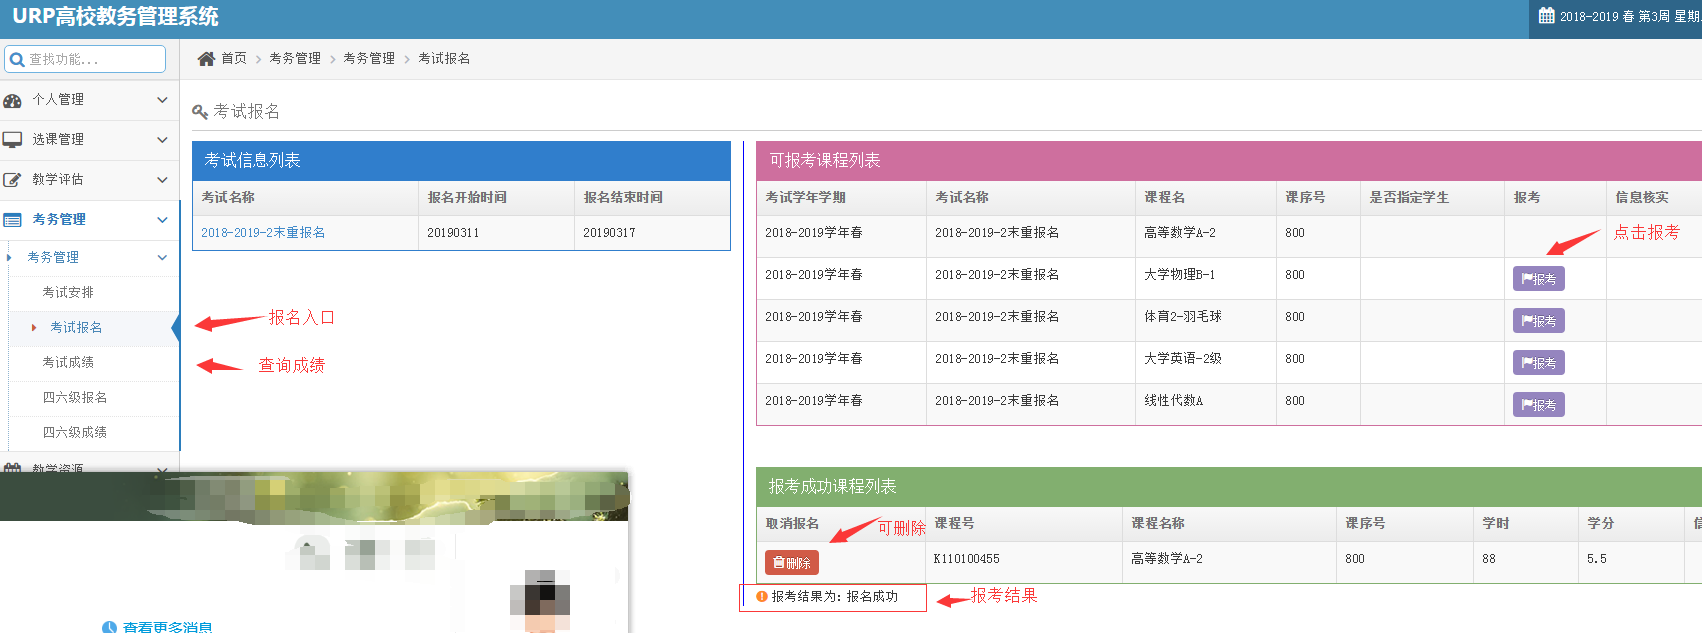 URP高校教务管理系统
2018-2019 春 第3周 星期
查找功能...
首页 > 考务管理 > 考务管理 > 考试报名
个人管理
选课管理
教学评估
考务管理
考务管理
考试安排
考试报名
考试成绩
四六级报名
四六级成绩
教学资源
考试报名
考试信息列表
考试名称 报名开始时间 报名结束时间
2018-2019-2末重报名 20190311 20190317
报名入口
查询成绩
可报考课程列表
考试学年学期 考试名称 课程名 课序号 是否指定学生 报考 信息核实
2018-2019学年春 2018-2019-2末重报名 高等数学A-2 800
点击报考
2018-2019学年春 2018-2019-2末重报名 大学物理B-1 800 报考
2018-2019学年春 2018-2019-2末重报名 体育2-羽毛球 800 报考
2018-2019学年春 2018-2019-2末重报名 大学英语-2级 800 报考
2018-2019学年春 2018-2019-2末重报名 线性代数A 800 报考
报考成功课程列表
取消报名 课程号 课程名称 课序号 学时 学分
可删除
删除 K110100455 高等数学A-2 800 88 5.5
报考结果为: 报名成功
报考结果
查看更多消息